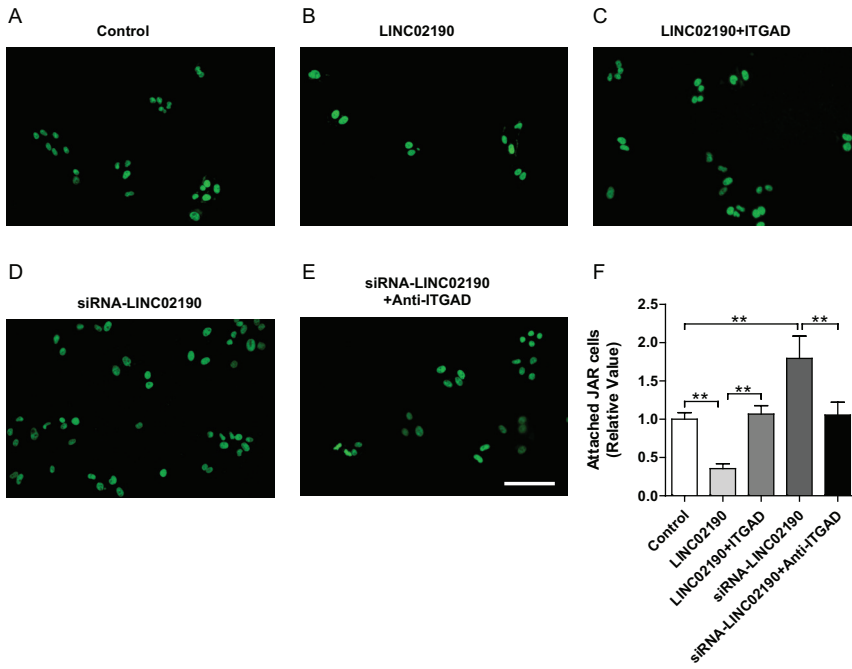 A
Control
B
LINC02190
C
LINC02190+ITGAD
D
siRNA-LINC02190
E
siRNA-LINC02190
+Anti-ITGAD
F
Attached JAR cells
(Relative Value)
2.5
2.0
1.5
1.0
0.5
0.0
**
**
**
**
Control
LINC02190
LINC02190+ITGAD
siRNA-LINC02190
siRNA-LINC02190+Anti-ITGAD